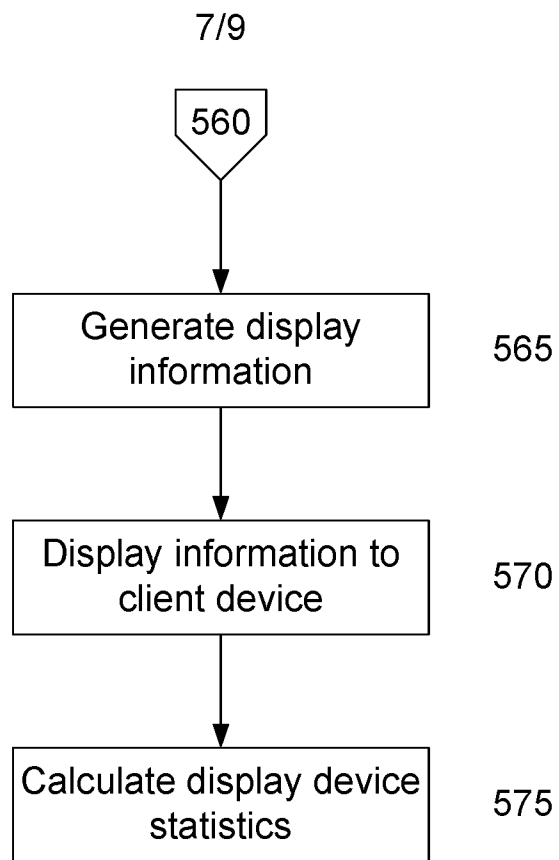 7/9
560
Generate display
information
565
Display information to
client device
570
Calculate display device
statistics
575